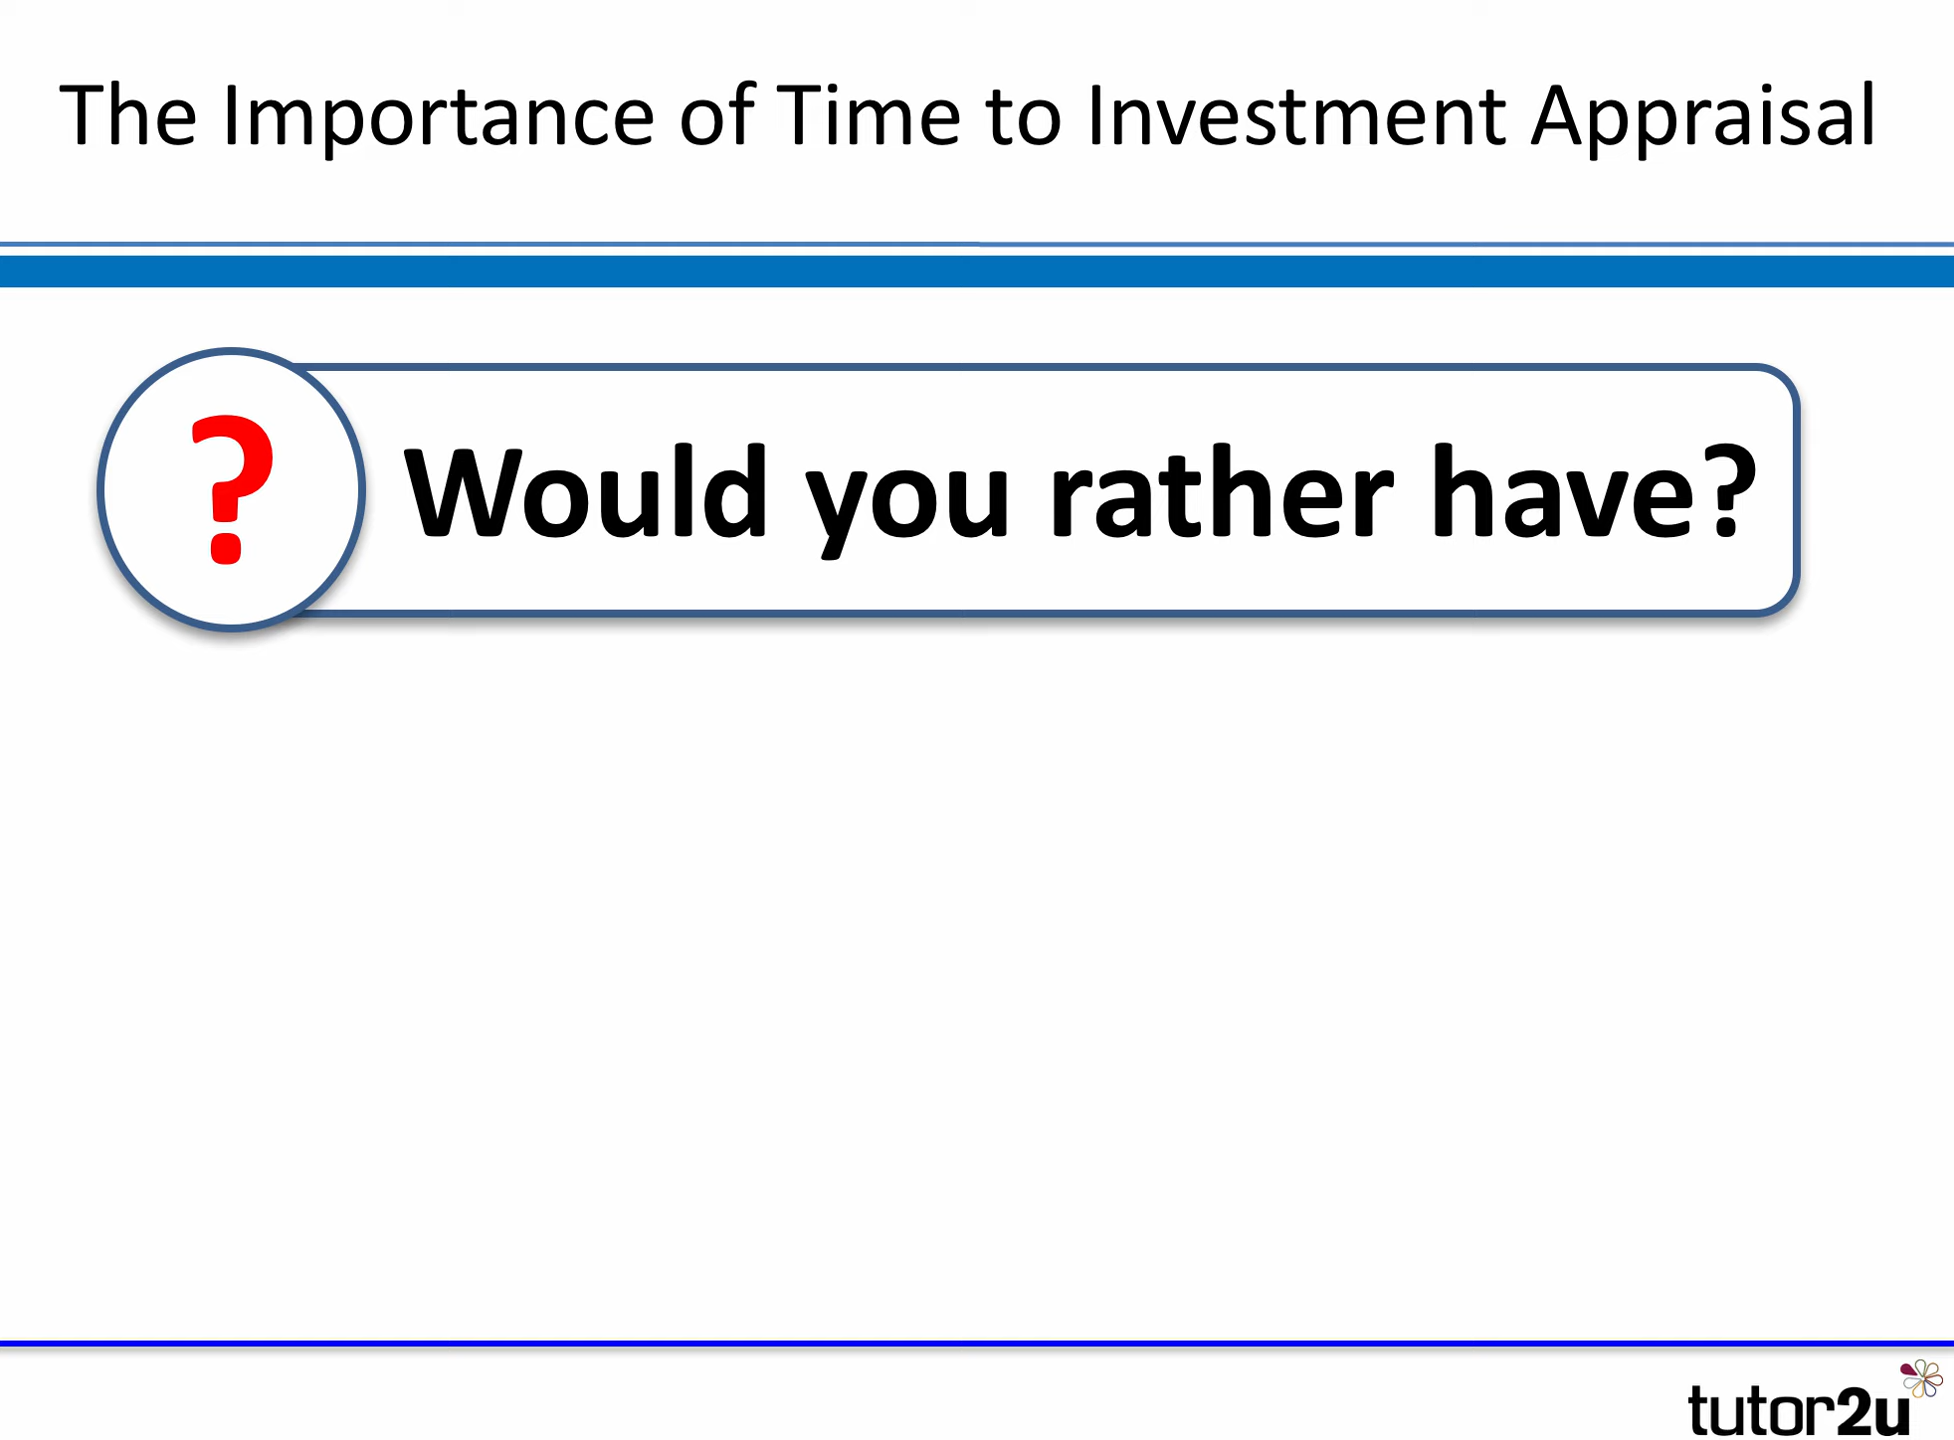 The Importance of Time to Investment Appraisal
?
Would you rather have?
tutor2u